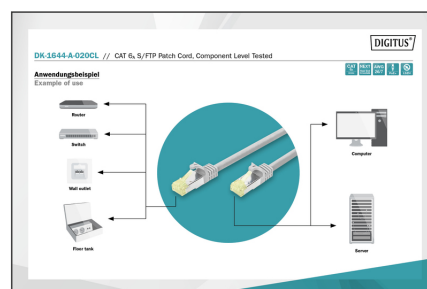 DIGITUS®
DK-1644-A-020CL // CAT 6A S/FTP Patch Cord, Component Level Tested
Anwendungsbeispiel
Example of use
Router
Switch
Wall outlet
Floor tank
Computer
Server